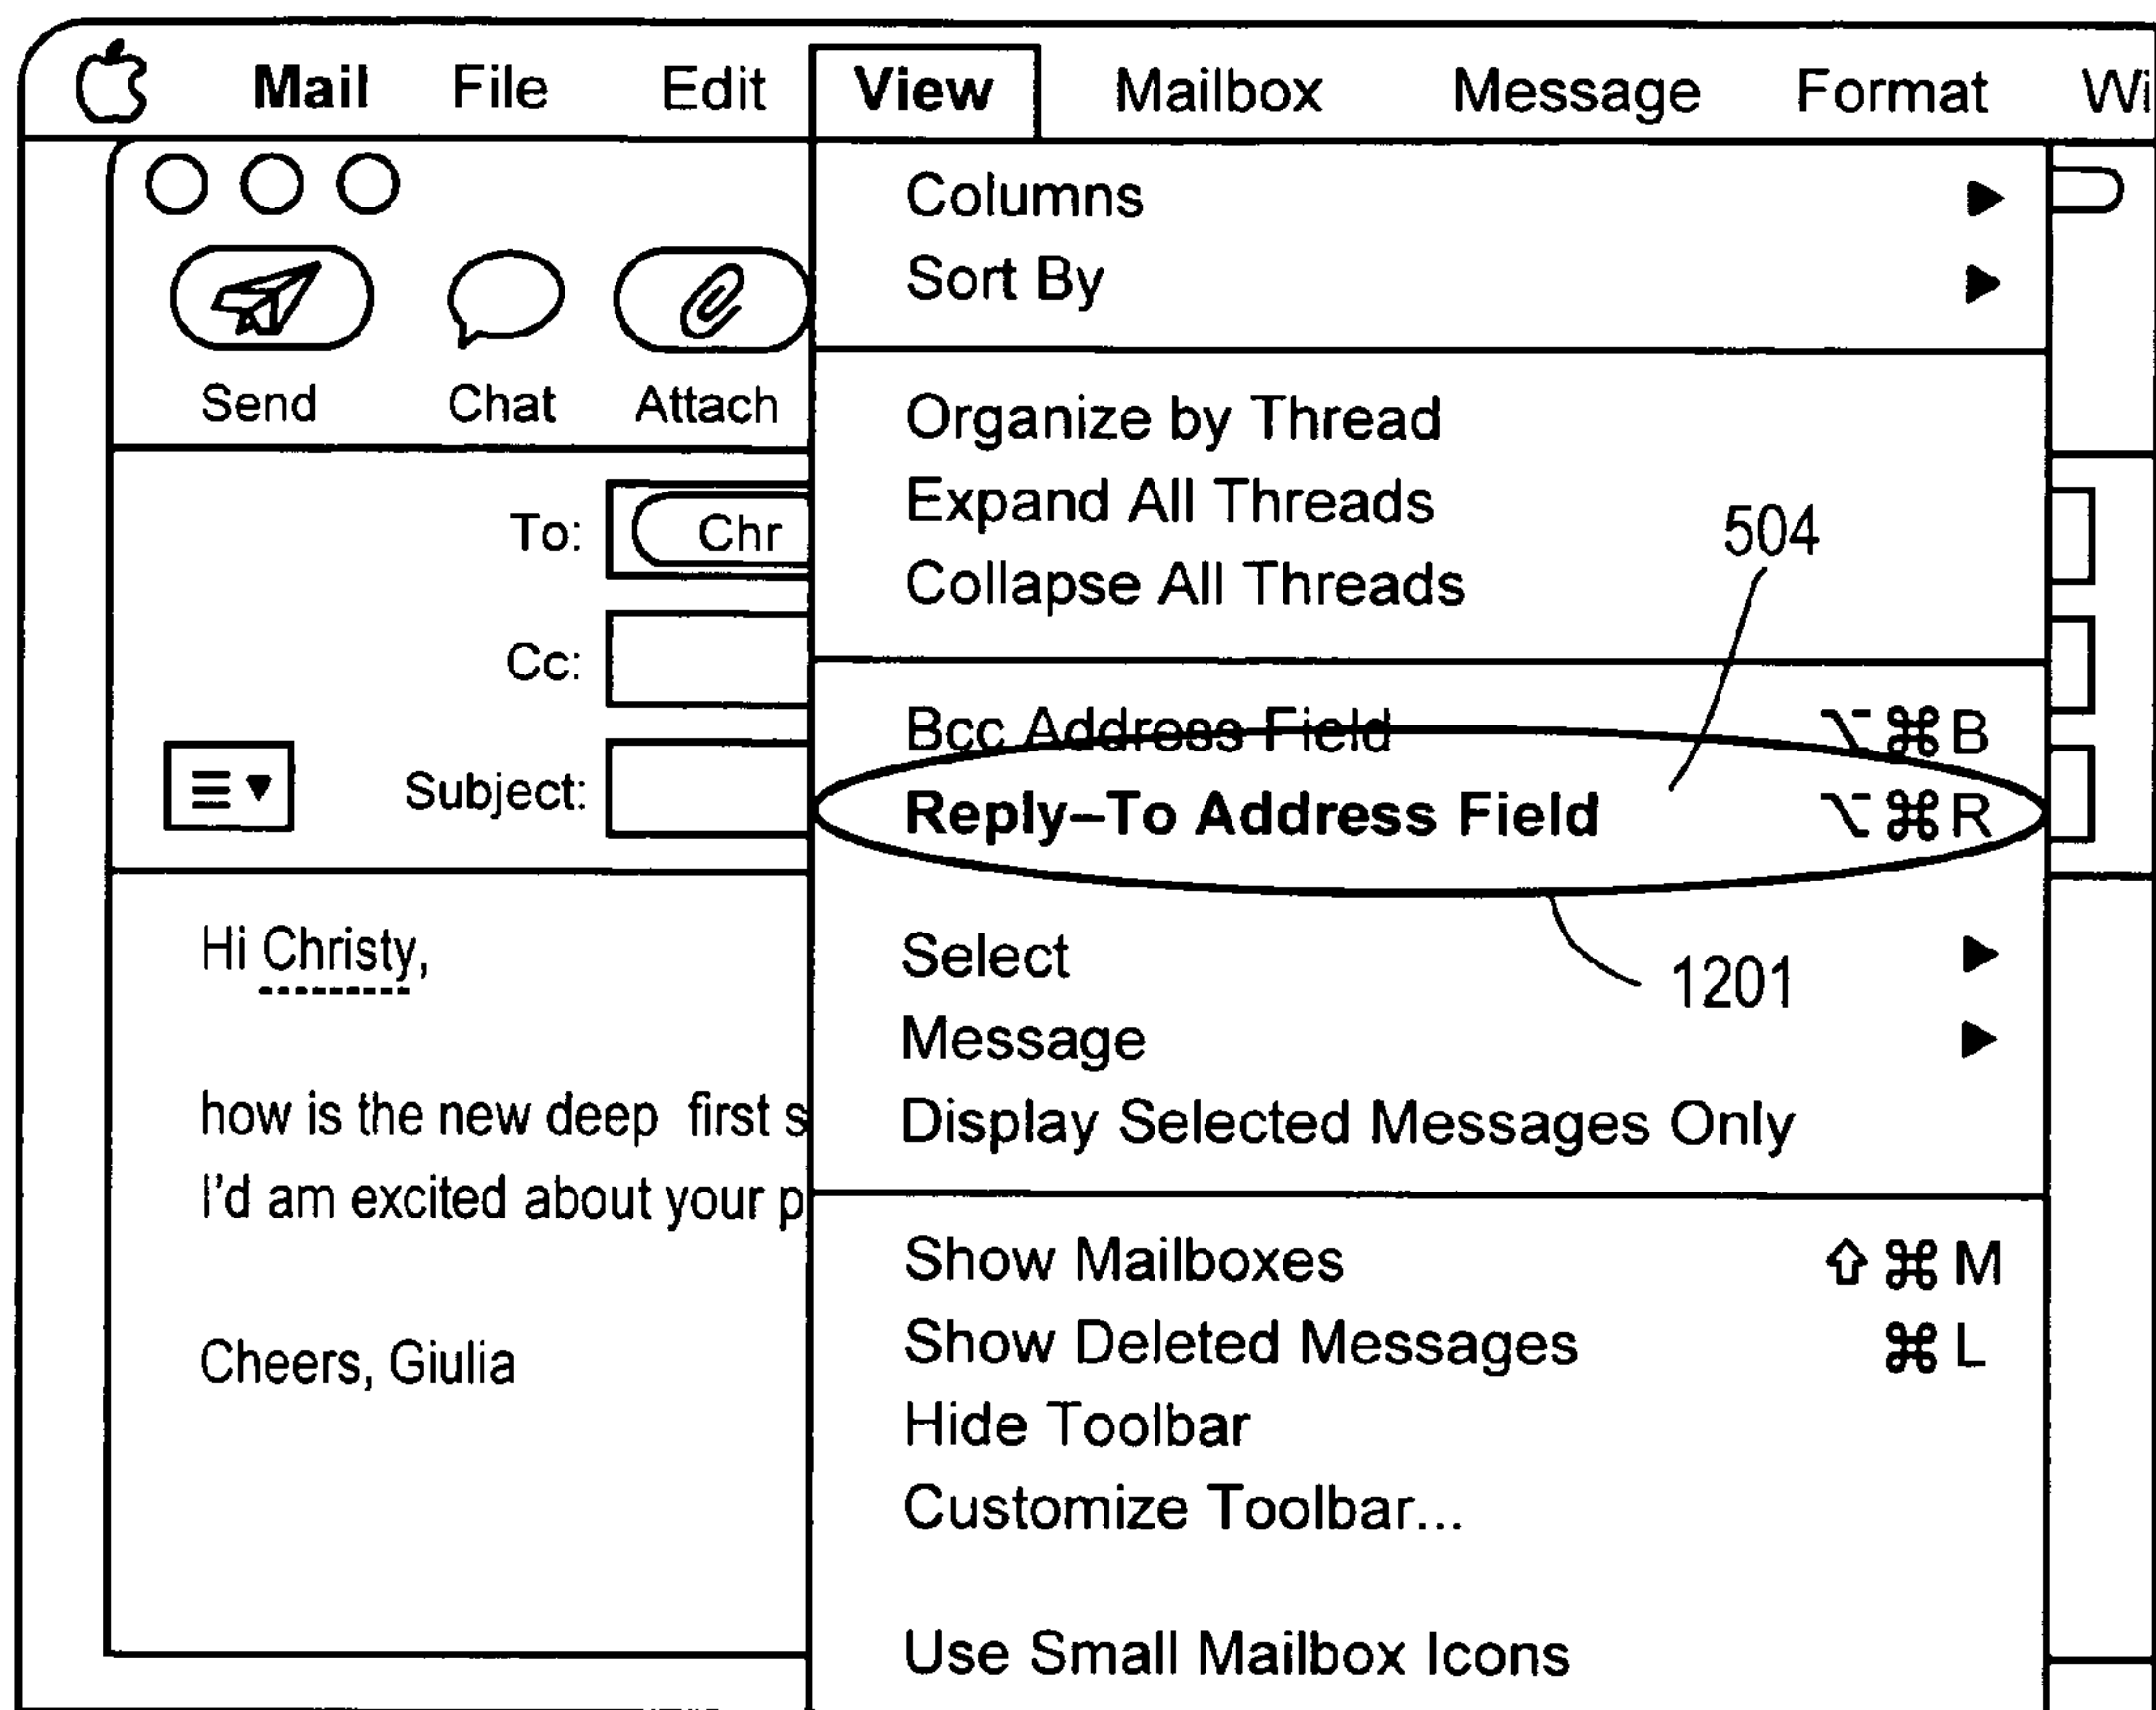 Mail File Edit View Mailbox Message Format Wi
Columns ▶
Sort By ▶
Send Chat Attach
Organize by Thread
Expand All Threads
Collapse All Threads
504
To: Chr
Cc:
Subject:
Bcc Address Field ⌥⌘B
Reply–To Address Field ⌥⌘R
1201
Select ▶
Message ▶
Display Selected Messages Only
Show Mailboxes ⇧⌘M
Show Deleted Messages ⌘L
Hide Toolbar
Customize Toolbar...
Use Small Mailbox Icons
Hi Christy,
how is the new deep first s
I'd am excited about your p
Cheers, Giulia